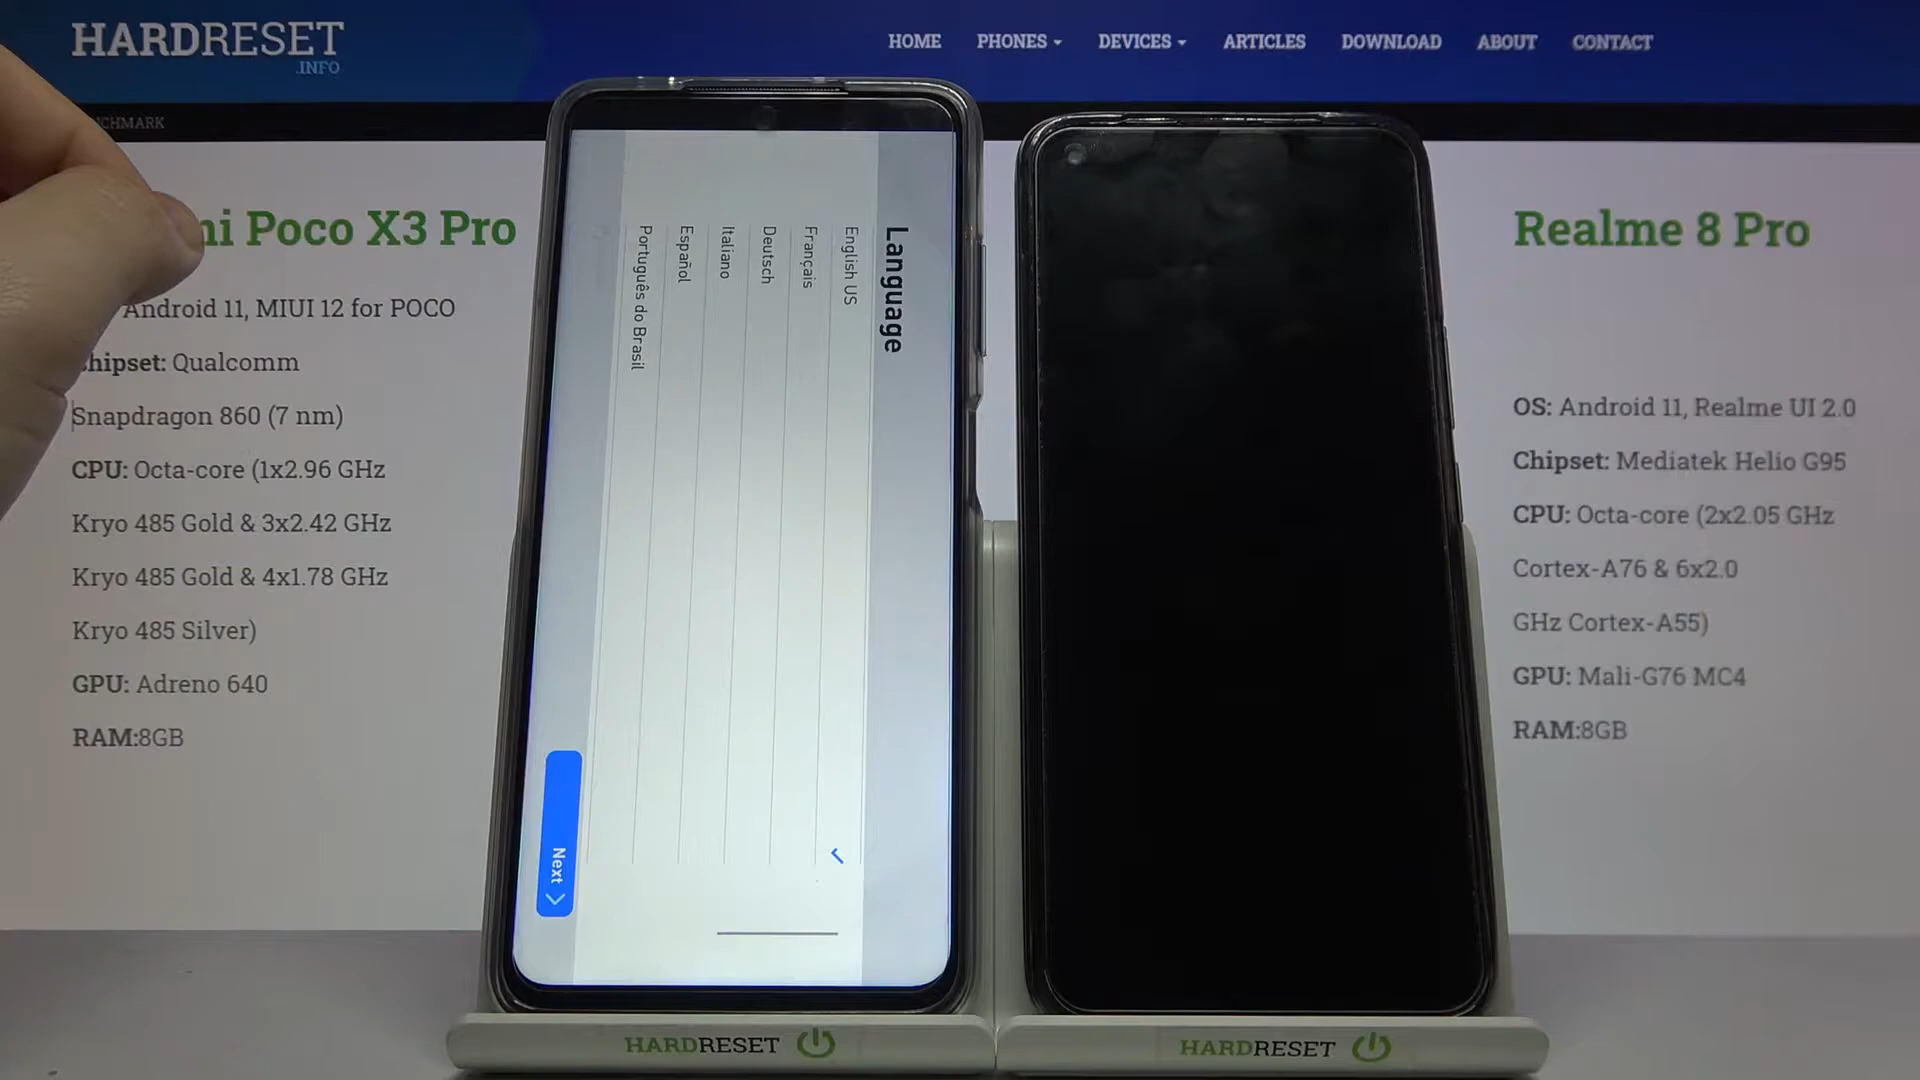 HARDRESET
.INFO
HOME PHONES DEVICES ARTICLES DOWNLOAD ABOUT CONTACT
NCHMARK
ni Poco X3 Pro
Android 11, MIUI 12 for POCO
hipset: Qualcomm
Snapdragon 860 (7 nm)
CPU: Octa-core (1x2.96 GHz
Kryo 485 Gold & 3x2.42 GHz
Kryo 485 Gold & 4x1.78 GHz
Kryo 485 Silver)
GPU: Adreno 640
RAM:8GB
Language
English US
Français
Deutsch
Italiano
Español
Português do Brasil
Next
Realme 8 Pro
OS: Android 11, Realme UI 2.0
Chipset: Mediatek Helio G95
CPU: Octa-core (2x2.05 GHz
Cortex-A76 & 6x2.0
GHz Cortex-A55)
GPU: Mali-G76 MC4
RAM:8GB
HARDRESET
HARDRESET